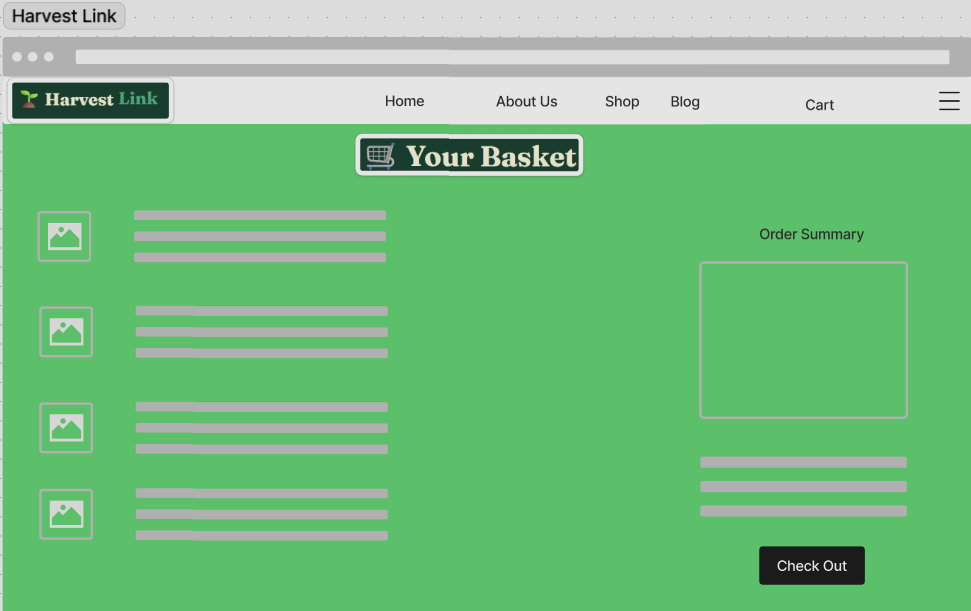 Harvest Link
Harvest Link
Home
About Us
Shop
Blog
Cart
Your Basket
Order Summary
Check Out